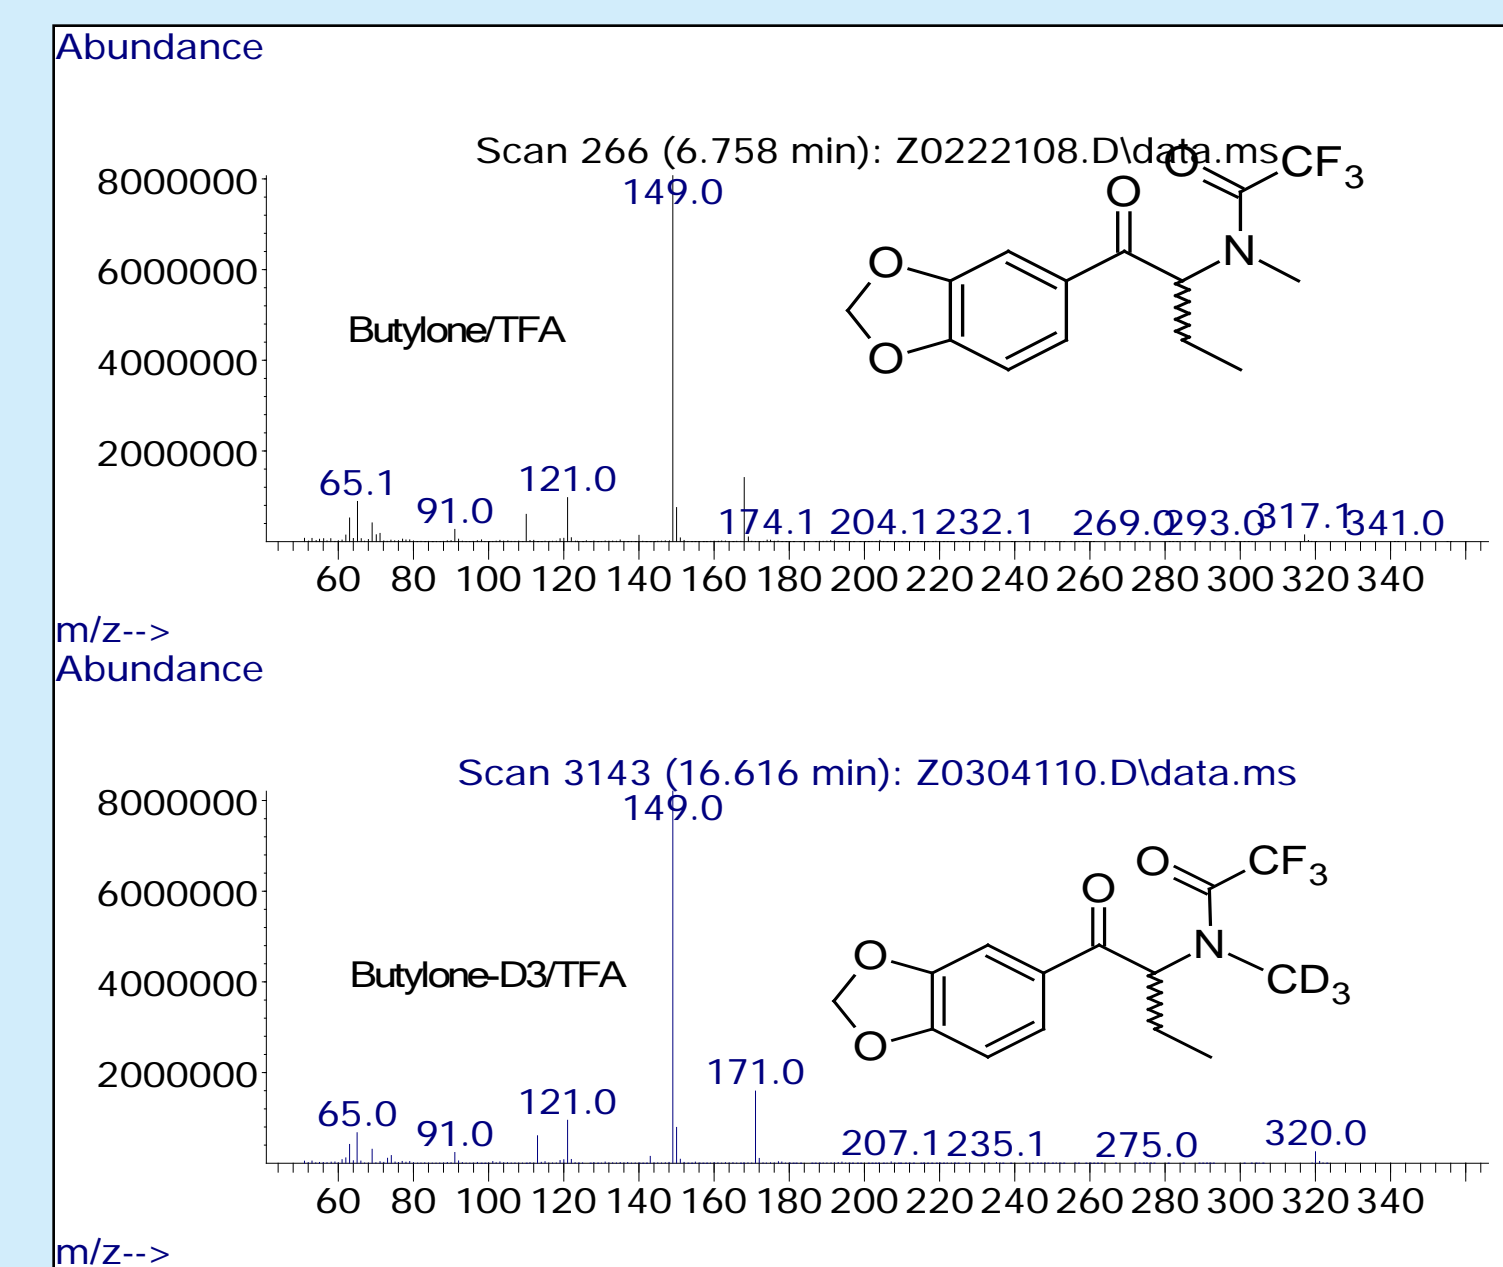 Abundance
Scan 266 (6.758 min): Z0222108.D\data.ms
8000000
6000000
4000000
2000000
149.0
Butylone/TFA
65.1
91.0
121.0
174.1
204.1
232.1
269.0
293.0
317.1
341.0
O
O
O
O
N
CF3
60 80 100 120 140 160 180 200 220 240 260 280 300 320 340
m/z-->
Abundance
Scan 3143 (16.616 min): Z0304110.D\data.ms
8000000
6000000
4000000
2000000
149.0
Butylone-D3/TFA
65.0
91.0
121.0
171.0
207.1
235.1
275.0
320.0
O
O
O
O
N
CF3
CD3
60 80 100 120 140 160 180 200 220 240 260 280 300 320 340
m/z-->